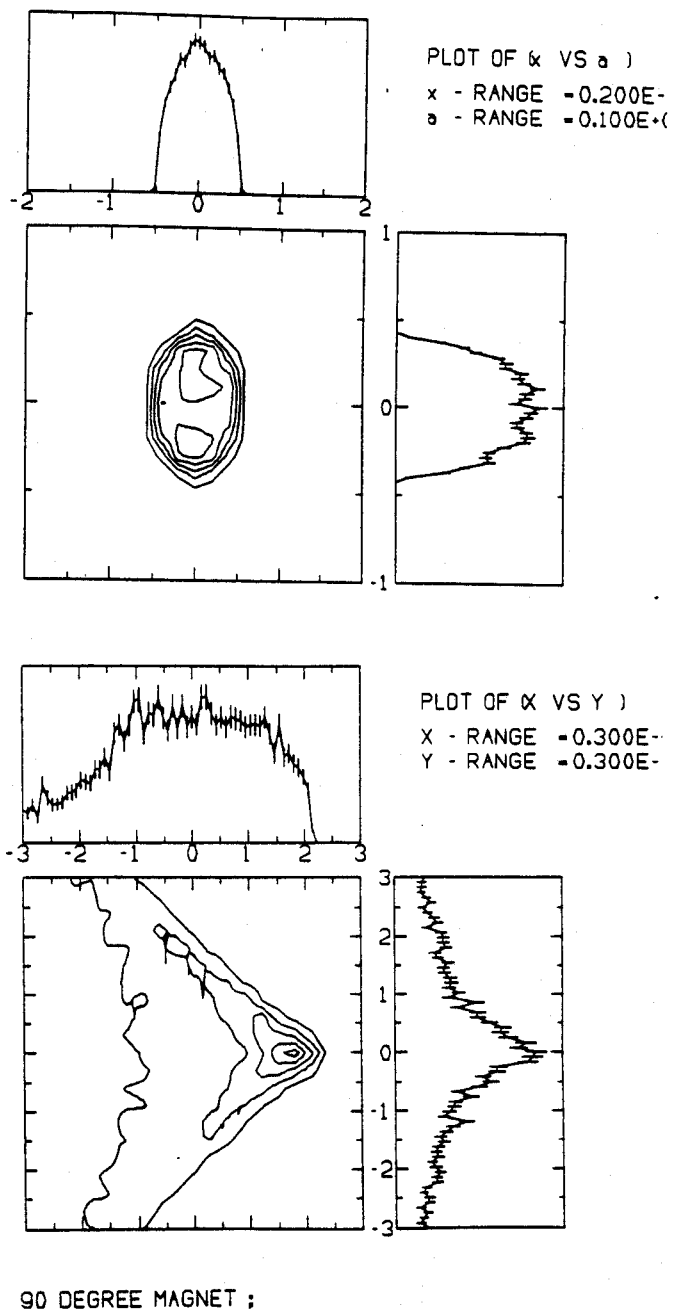 PLOT OF (x VS a )
x - RANGE =0.200E-
a - RANGE =0.100E+(
-2 -1 0 1 2
1
0
-1
PLOT OF (X VS Y )
X - RANGE =0.300E-
Y - RANGE =0.300E-
-3 -2 -1 0 1 2 3
3
2
1
0
-1
-2
-3
90 DEGREE MAGNET ;